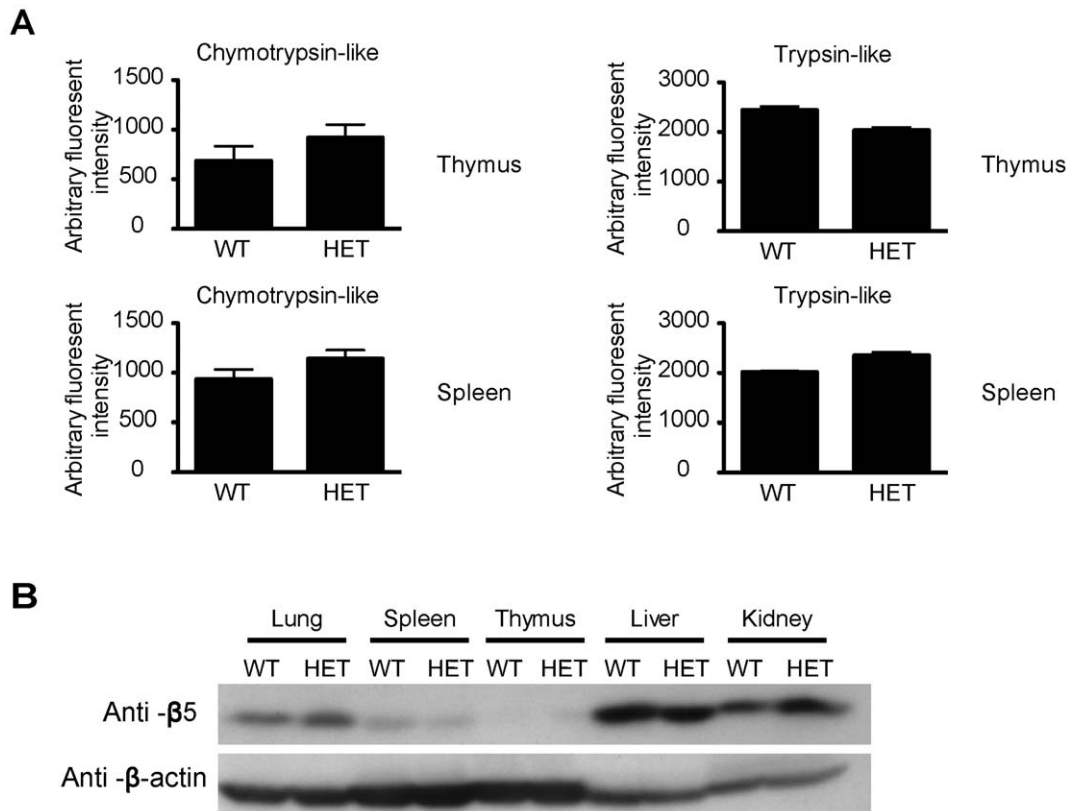 A
Chymotrypsin-like
Arbitrary fluoresent
intensity
1500
1000
500
0
WT HET
Thymus
Trypsin-like
Arbitrary fluoresent
intensity
3000
2000
1000
0
WT HET
Thymus
Chymotrypsin-like
Arbitrary fluoresent
intensity
1500
1000
500
0
WT HET
Spleen
Trypsin-like
Arbitrary fluoresent
intensity
3000
2000
1000
0
WT HET
Spleen
B
Lung Spleen Thymus Liver Kidney
WT HET WT HET WT HET WT HET WT HET
Anti -β5
Anti -β-actin